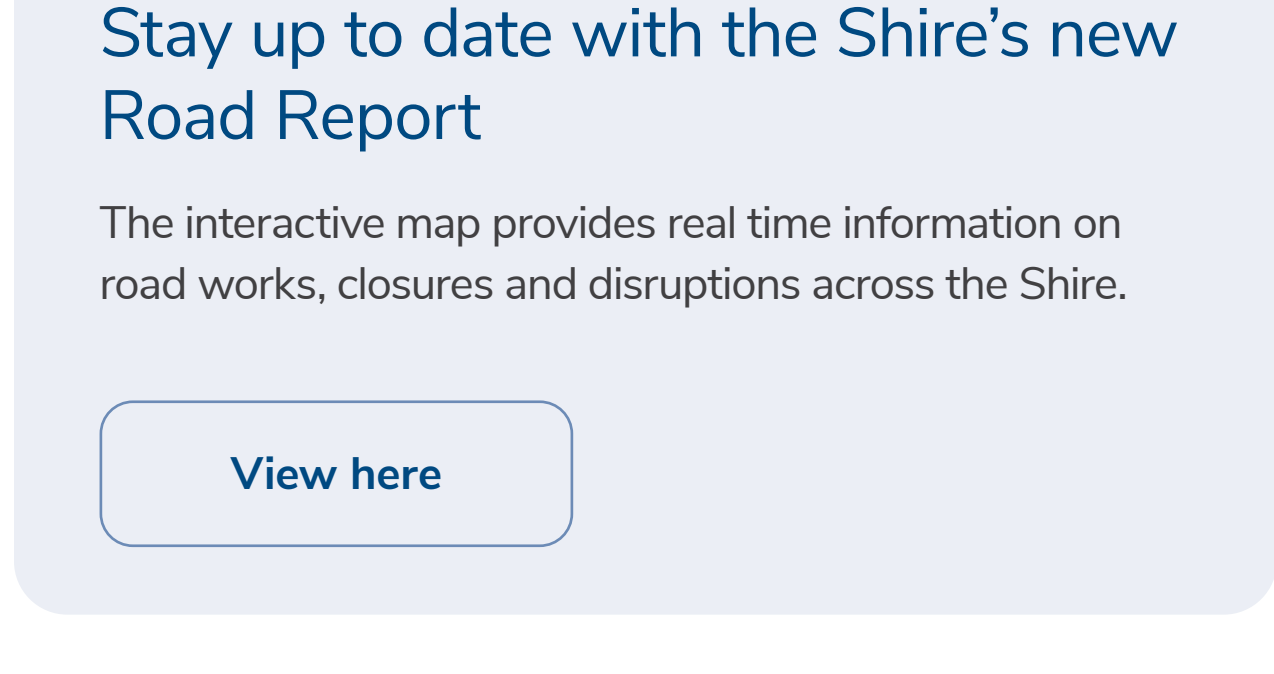 Stay up to date with the Shire’s new
Road Report
The interactive map provides real time information on
road works, closures and disruptions across the Shire.
View here